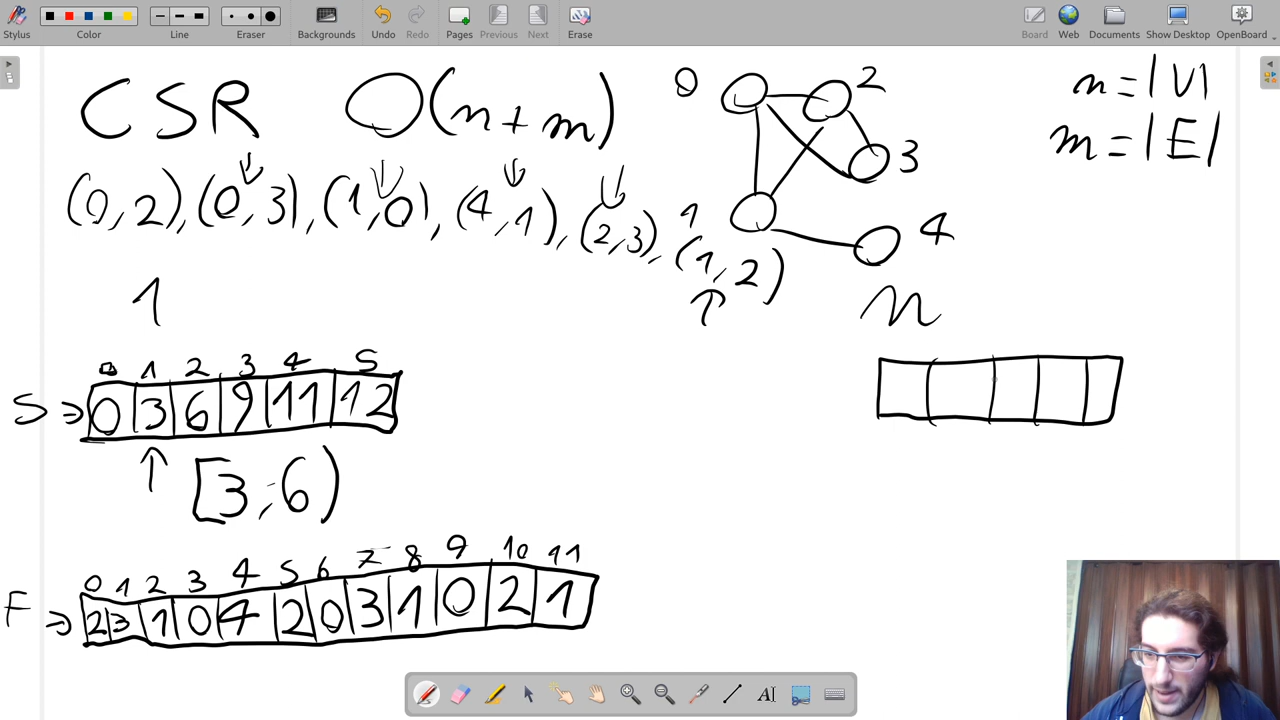 Stylus Color Line Eraser Backgrounds Undo Redo Pages Previous Next Erase Board Web Documents Show Desktop OpenBoard
CSR O(n+m)
0 2 3 1 4
n=|V|
m=|E|
(0,2), (0,3), (1,0), (4,1), (2,3),
(1,2)
1
n
0 1 2 3 4 5
S => 0 3 6 9 11 12
[3;6)
0 1 2 3 4 5 6 7 8 9 10 11
F => 2 3 1 0 4 2 0 3 1 0 2 1
AI